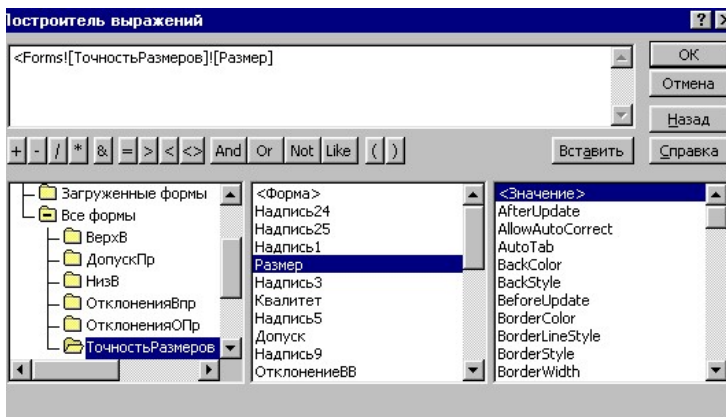 Построитель выражений
<Forms![ТочностьРазмеров]![Размер]
ОК
Отмена
Назад
Справка
+ - / * & = > < <> And Or Not Like ( )
Вставить
Загруженные формы
Все формы
ВерхВ
ДопускПр
НизВ
ОтклоненияВпр
ОтклоненияОПр
ТочностьРазмеров
<Форма>
Надпись24
Надпись25
Надпись1
Размер
Надпись3
Квалитет
Надпись5
Допуск
Надпись9
ОтклонениеВВ
<Значение>
AfterUpdate
AllowAutoCorrect
AutoTab
BackColor
BackStyle
BeforeUpdate
BorderColor
BorderLineStyle
BorderStyle
BorderWidth